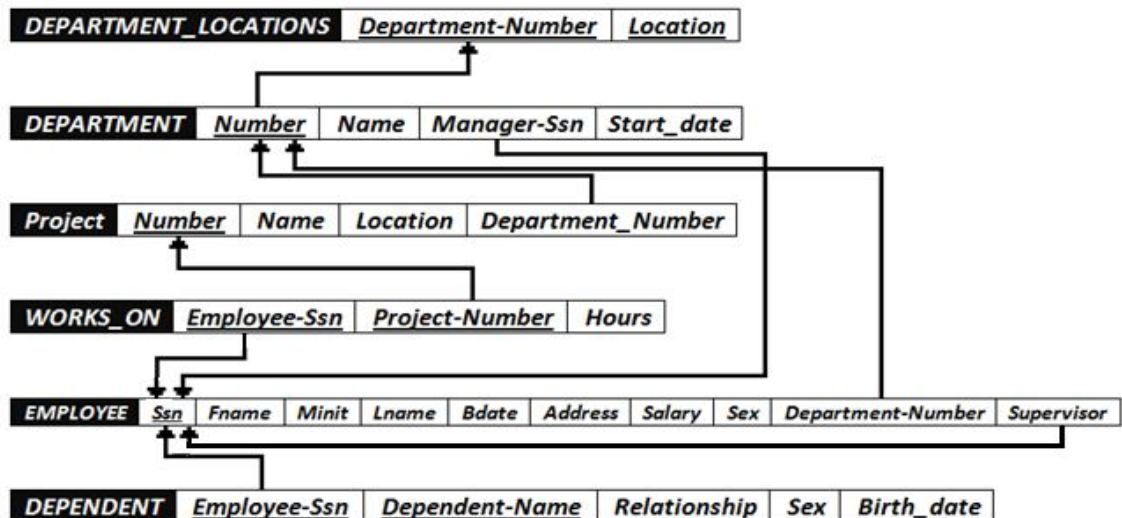 DEPARTMENT_LOCATIONS Department-Number Location
DEPARTMENT Number Name Manager-Ssn Start_date
Project Number Name Location Department_Number
WORKS_ON Employee-Ssn Project-Number Hours
EMPLOYEE Ssn Fname Minit Lname Bdate Address Salary Sex Department-Number Supervisor
DEPENDENT Employee-Ssn Dependent-Name Relationship Sex Birth_date